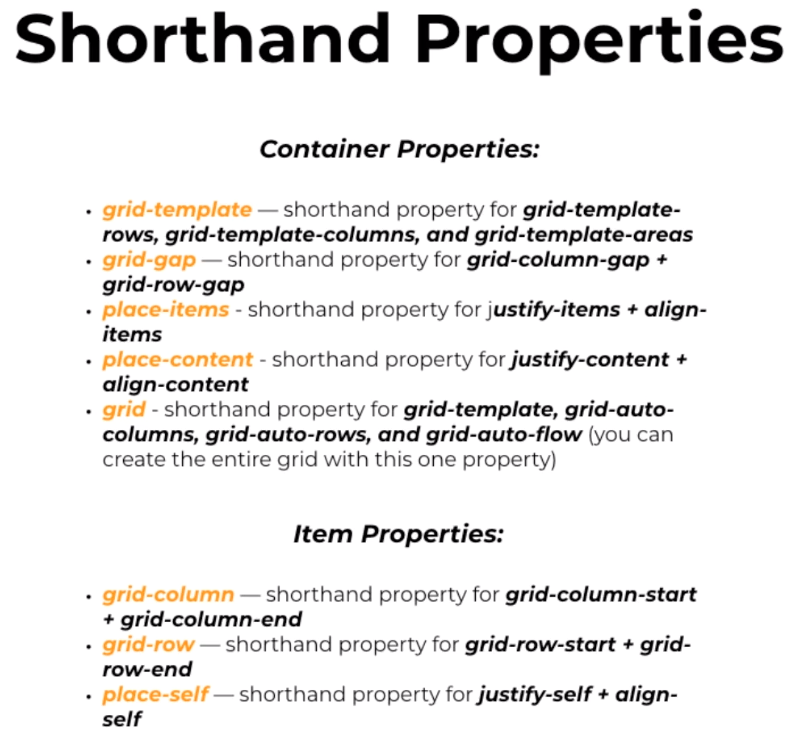 Shorthand Properties
Container Properties:
• grid-template — shorthand property for grid-template-
rows, grid-template-columns, and grid-template-areas
• grid-gap — shorthand property for grid-column-gap +
grid-row-gap
• place-items - shorthand property for justify-items + align-
items
• place-content - shorthand property for justify-content +
align-content
• grid - shorthand property for grid-template, grid-auto-
columns, grid-auto-rows, and grid-auto-flow (you can
create the entire grid with this one property)
Item Properties:
• grid-column — shorthand property for grid-column-start
+ grid-column-end
• grid-row — shorthand property for grid-row-start + grid-
row-end
• place-self — shorthand property for justify-self + align-
self